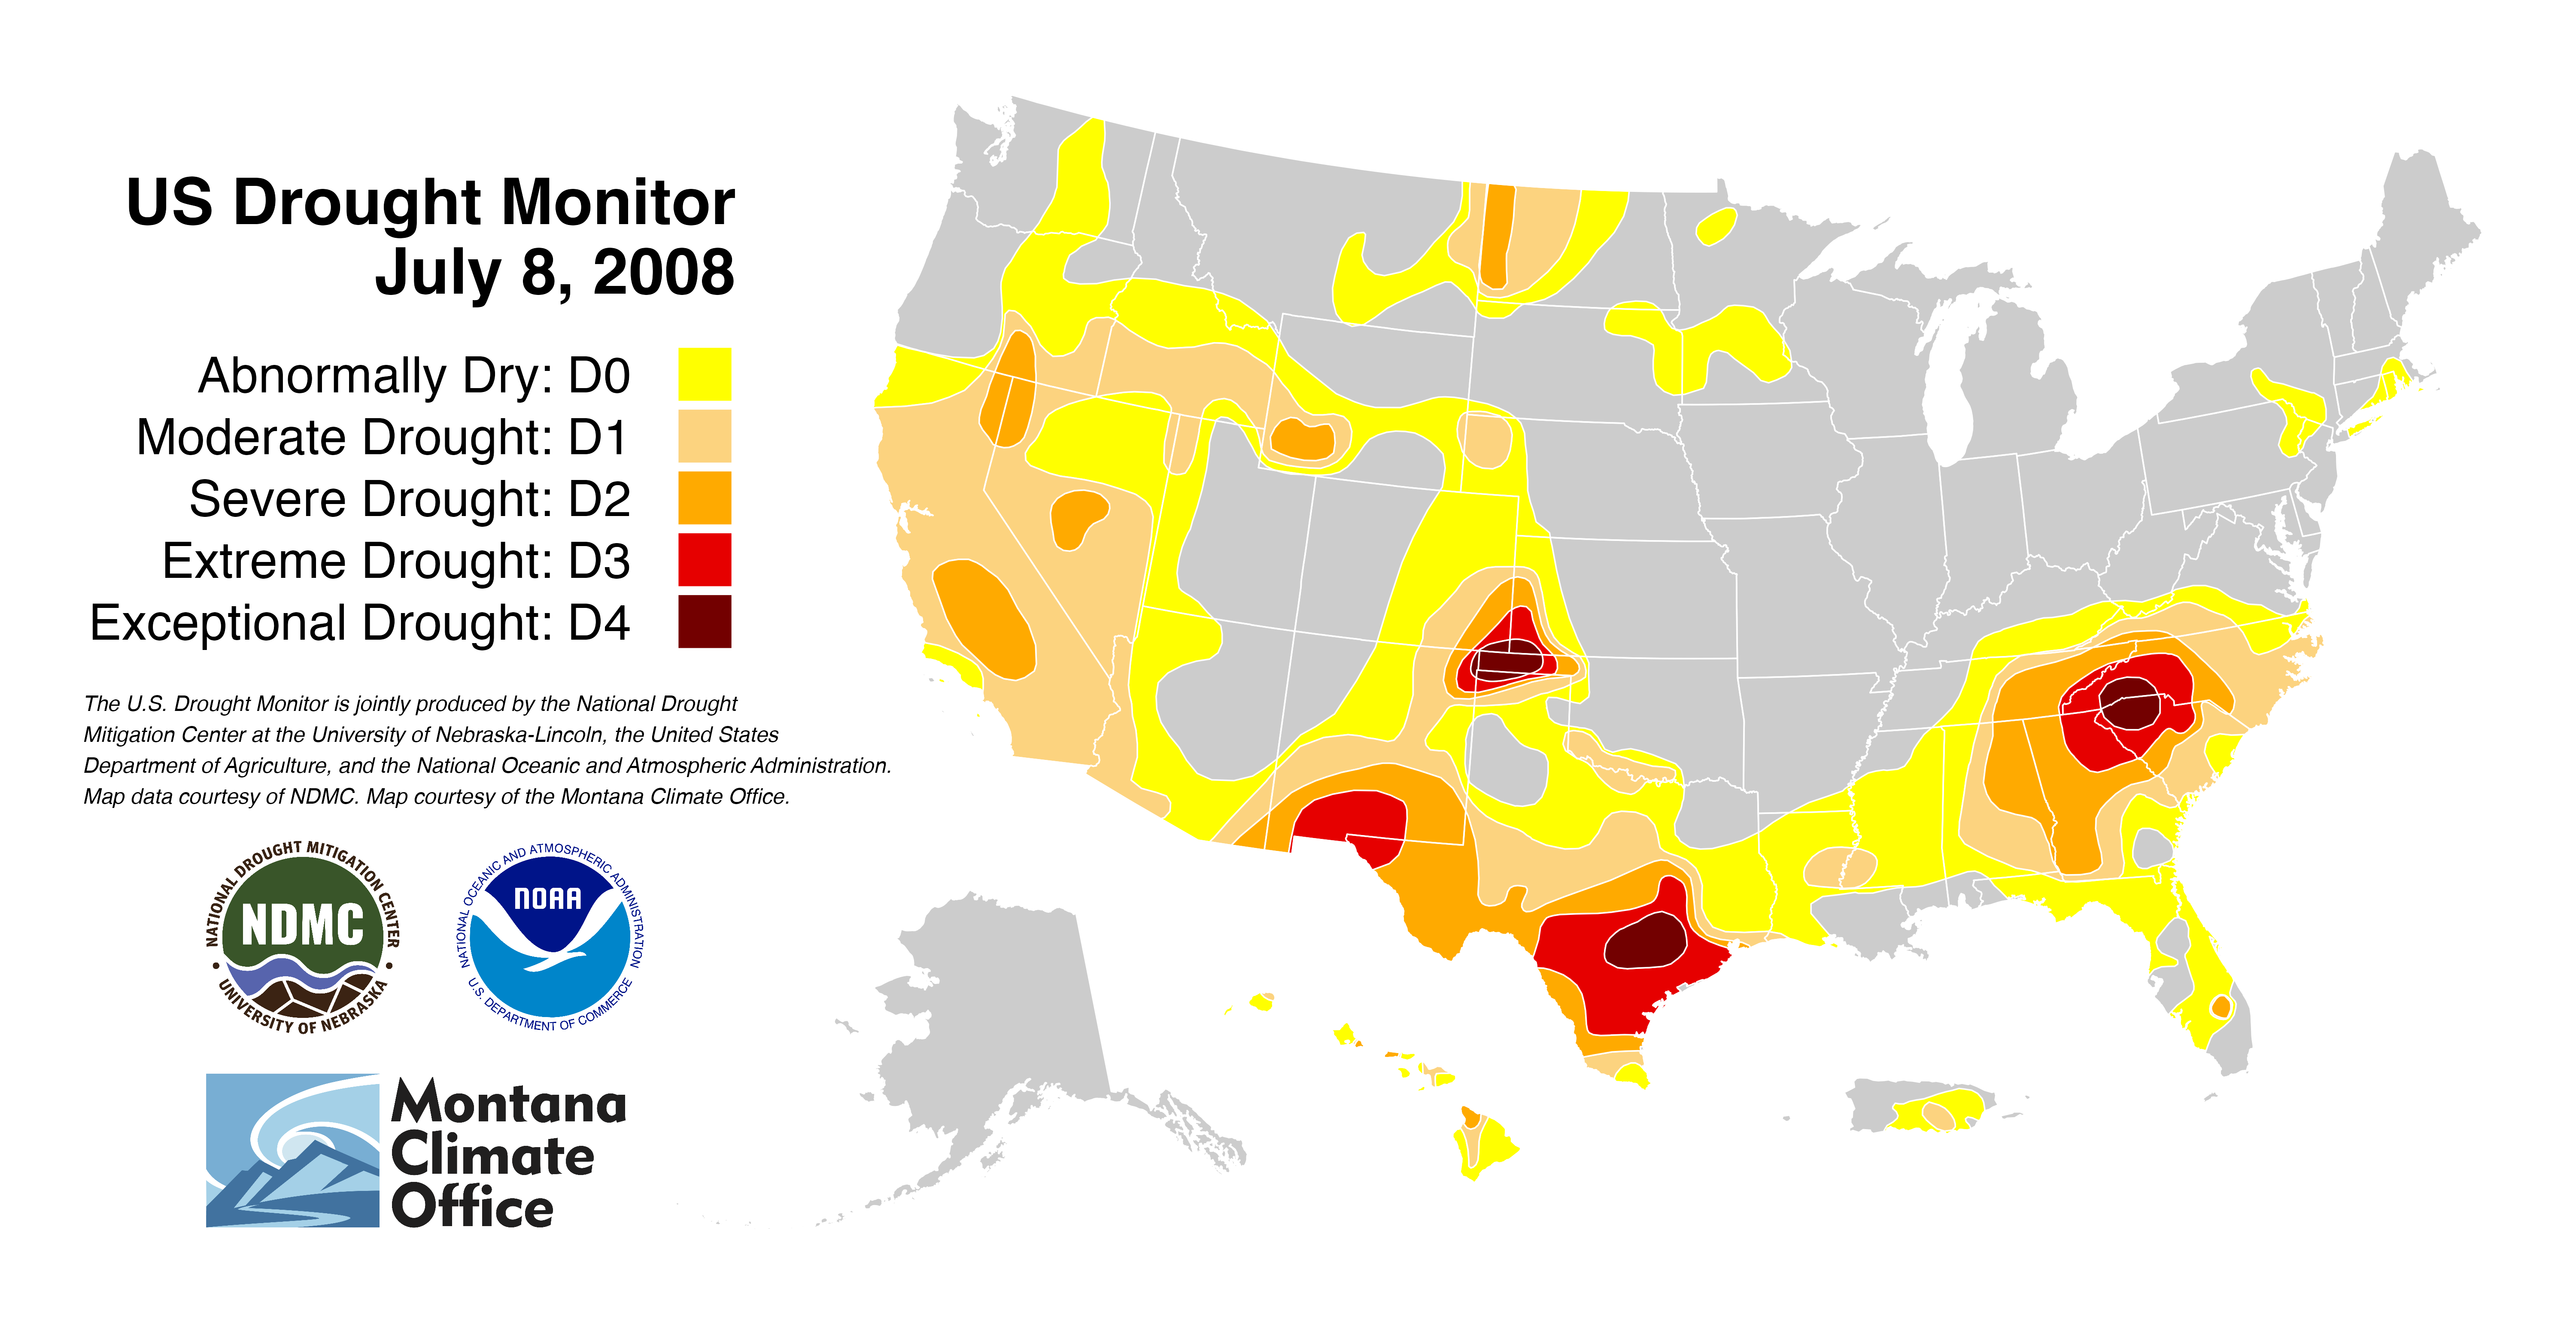 US Drought Monitor
July 8, 2008
Abnormally Dry: D0
Moderate Drought: D1
Severe Drought: D2
Extreme Drought: D3
Exceptional Drought: D4
The U.S. Drought Monitor is jointly produced by the National Drought
Mitigation Center at the University of Nebraska-Lincoln, the United States
Department of Agriculture, and the National Oceanic and Atmospheric Administration.
Map data courtesy of NDMC. Map courtesy of the Montana Climate Office.
NATIONAL DROUGHT MITIGATION CENTER
NDMC
• UNIVERSITY OF NEBRASKA •
NATIONAL OCEANIC AND ATMOSPHERIC ADMINISTRATION
NOAA
U.S. DEPARTMENT OF COMMERCE
Montana
Climate
Office